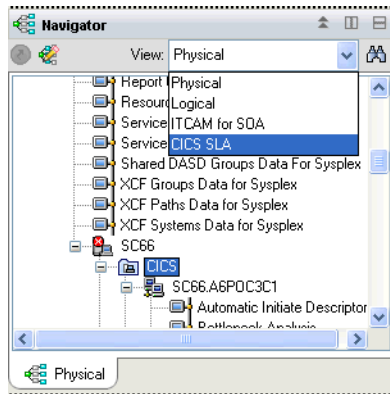 Navigator
View: Physical
Report Physical
Resourc Logical
Service ITCAM for SOA
Service CICS SLA
Shared DASD Groups Data For Sysplex
XCF Groups Data for Sysplex
XCF Paths Data for Sysplex
XCF Systems Data for Sysplex
SC66
CICS
SC66.A6POC3C1
Automatic Initiate Descriptor
Bottleneck Analysis
Physical